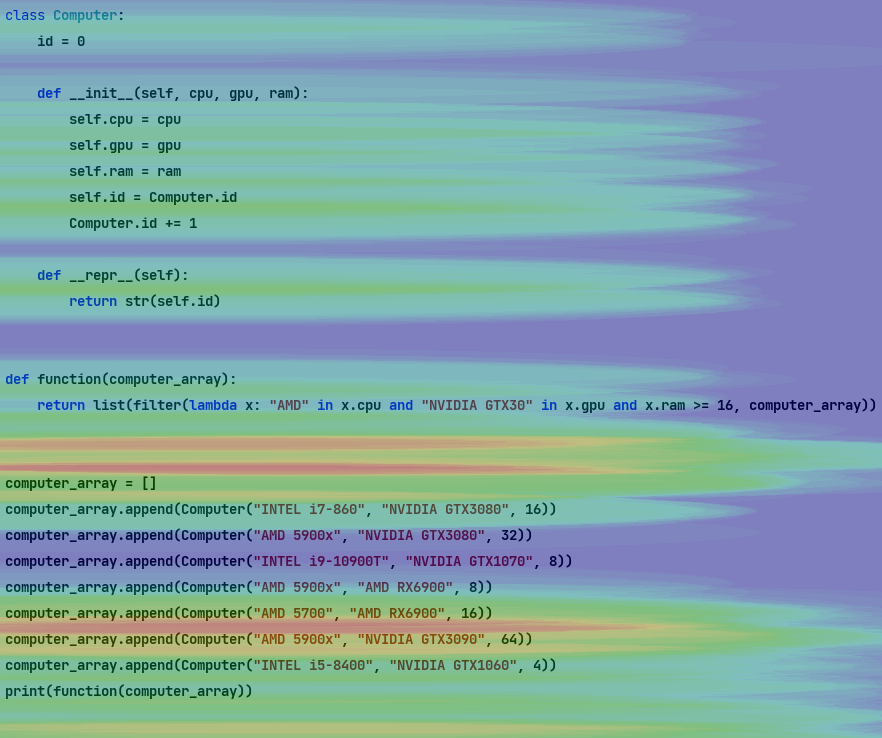 class Computer:
    id = 0

    def __init__(self, cpu, gpu, ram):
        self.cpu = cpu
        self.gpu = gpu
        self.ram = ram
        self.id = Computer.id
        Computer.id += 1

    def __repr__(self):
        return str(self.id)


def function(computer_array):
    return list(filter(lambda x: "AMD" in x.cpu and "NVIDIA GTX30" in x.gpu and x.ram >= 16, computer_array))


computer_array = []
computer_array.append(Computer("INTEL i7-860", "NVIDIA GTX3080", 16))
computer_array.append(Computer("AMD 5900x", "NVIDIA GTX3080", 32))
computer_array.append(Computer("INTEL i9-10900T", "NVIDIA GTX1070", 8))
computer_array.append(Computer("AMD 5900x", "AMD RX6900", 8))
computer_array.append(Computer("AMD 5700", "AMD RX6900", 16))
computer_array.append(Computer("AMD 5900x", "NVIDIA GTX3090", 64))
computer_array.append(Computer("INTEL i5-8400", "NVIDIA GTX1060", 4))
print(function(computer_array))